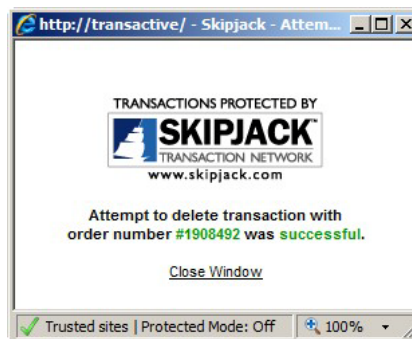 http://transactive/ - Skipjack - Attem...
TRANSACTIONS PROTECTED BY
SKIPJACK™
TRANSACTION NETWORK
www.skipjack.com
Attempt to delete transaction with
order number #1908492 was successful.
Close Window
Trusted sites | Protected Mode: Off
100%